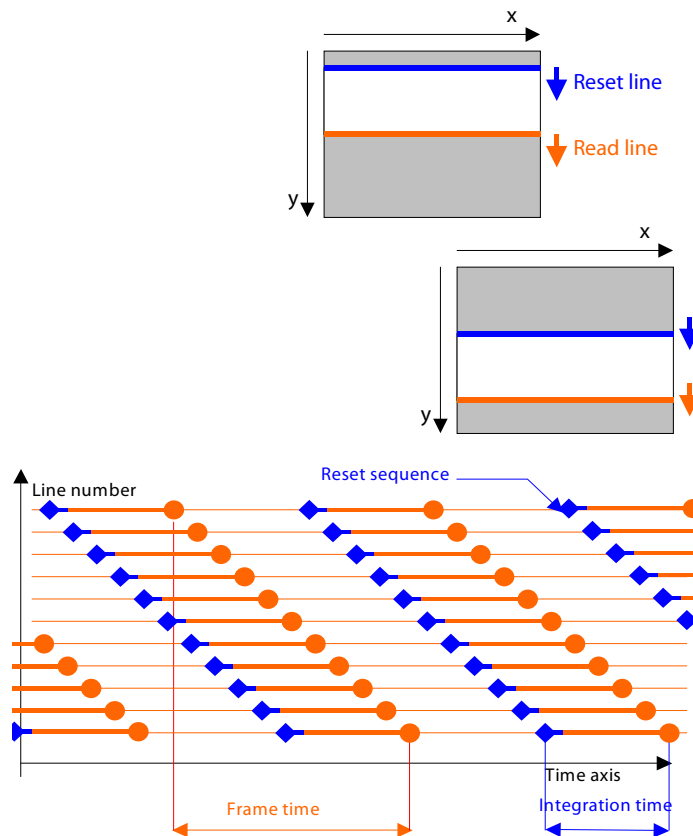 x
Reset line
Read line
y
x
y
Reset sequence
Line number
Time axis
Frame time
Integration time